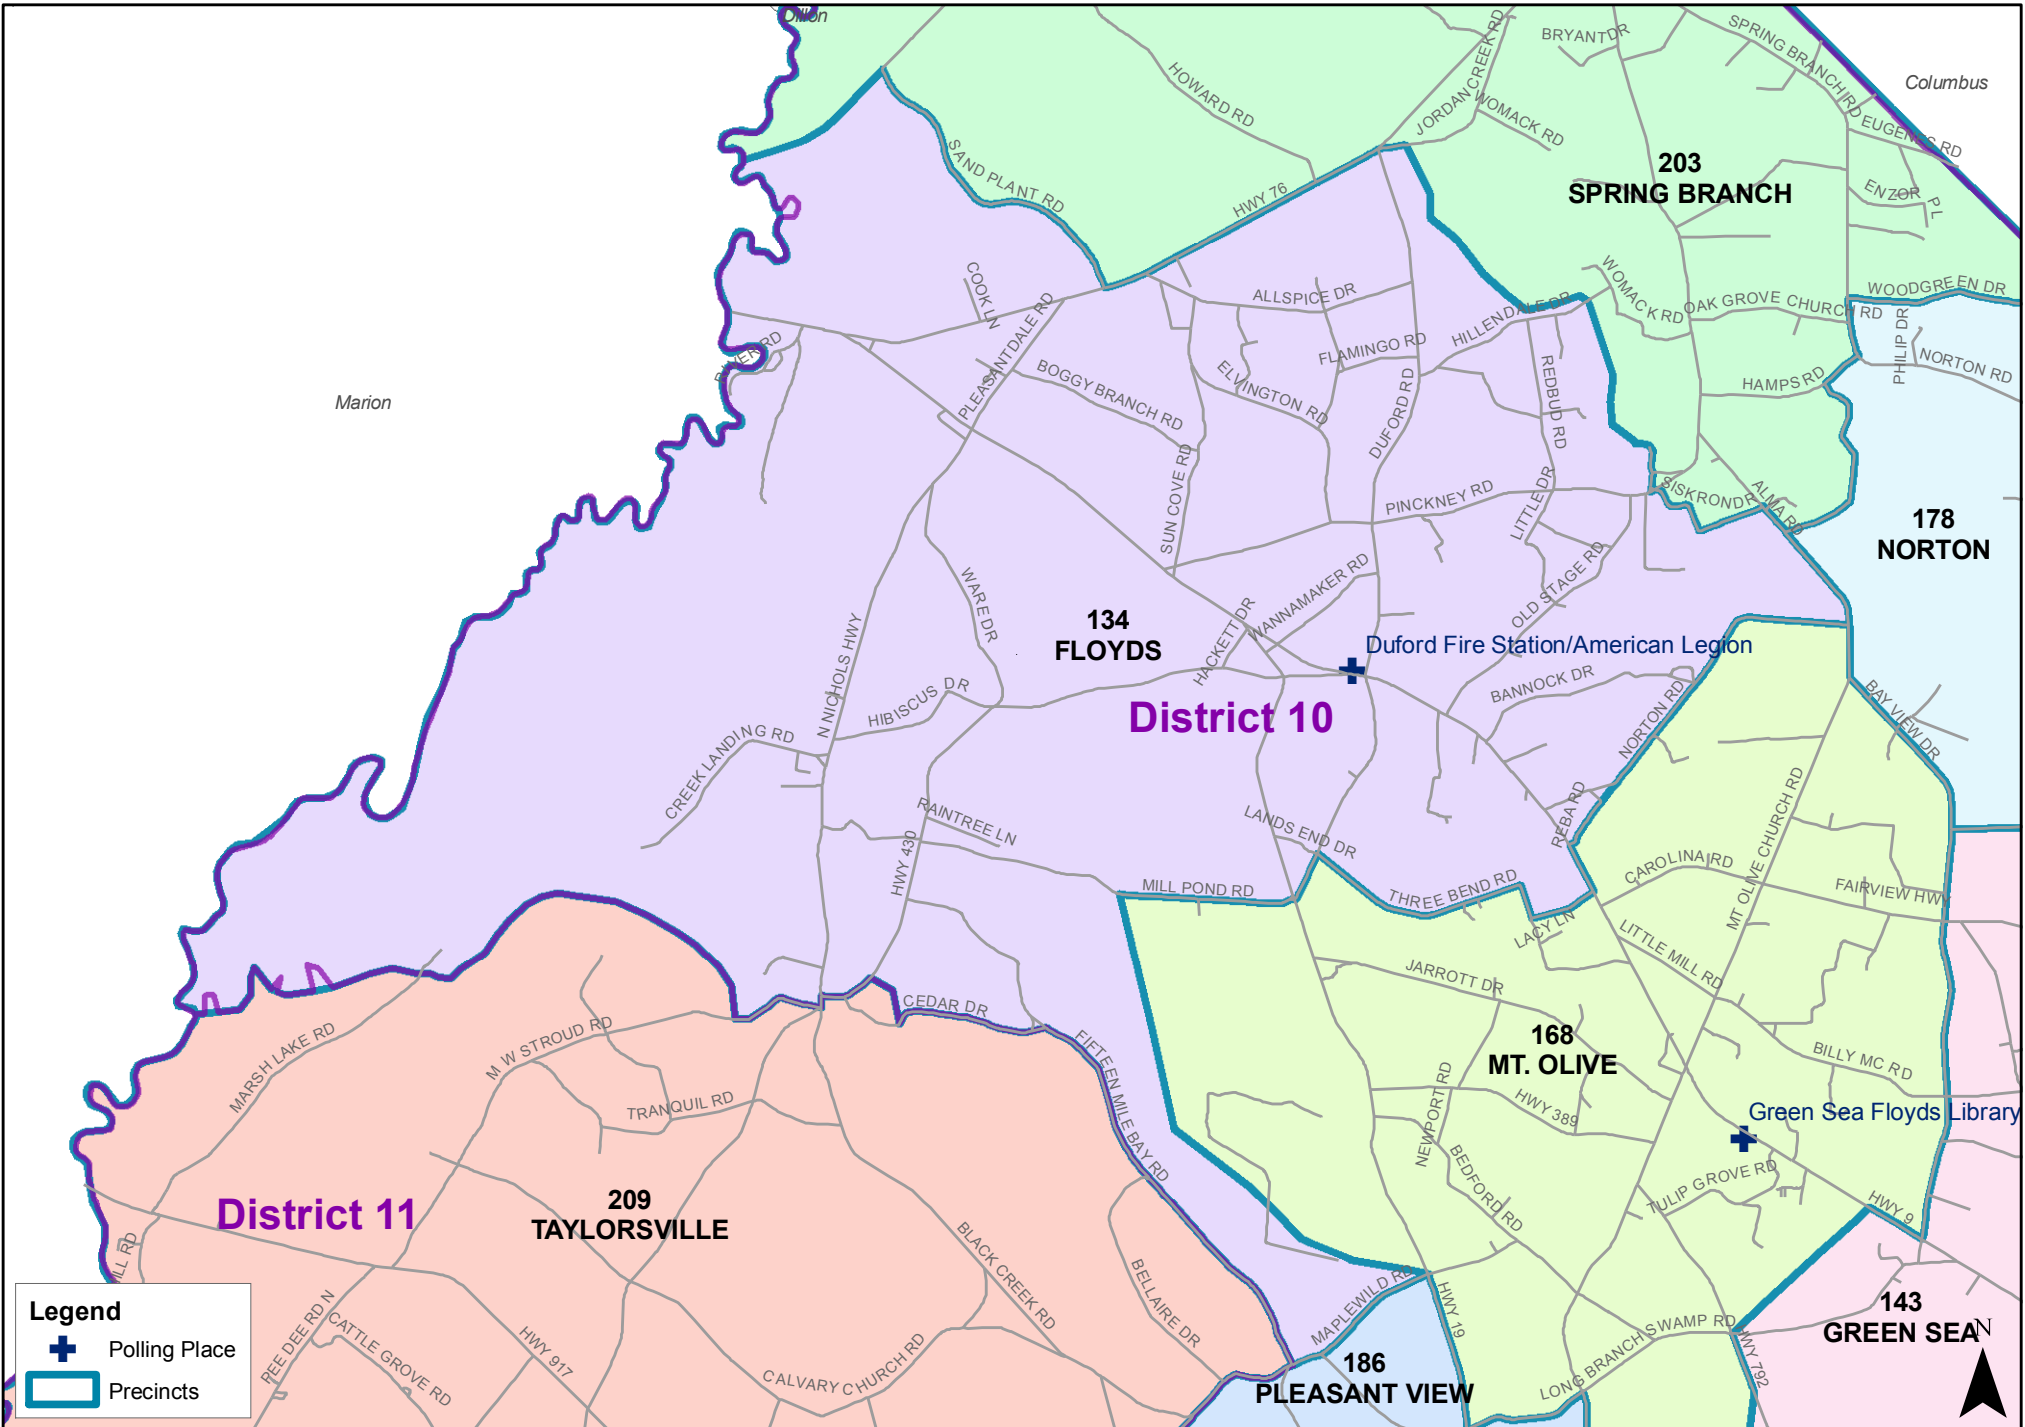 Dillon
BRYANT DR
SPRING BRANCH RD
Columbus
HOWARD RD
JORDAN CREEK RD
WOMACK RD
EUGENES RD
SAND PLANT RD
HWY 76
203
SPRING BRANCH
ENZOR PL
COOK LN
ALLSPICE DR
WOMACK RD
WOODGREEN DR
OAK GROVE CHURCH RD
HILLENDALE DR
PLEASANTDALE RD
RIVER RD
FLAMINGO RD
PHILIP DR
NORTON RD
BOGGY BRANCH RD
ELVINGTON RD
REDBUD RD
HAMPS RD
Marion
DUFORD RD
SUN COVE RD
PINCKNEY RD
LITTLE DR
SISKRON DR
ALMA RD
178
NORTON
WARE DR
WANNAMAKER RD
OLD STAGE RD
134
FLOYDS
HACKETT DR
Duford Fire Station/American Legion
N NICHOLS HWY
HIBISCUS DR
BANNOCK DR
NORTON RD
BAY VIEW DR
District 10
CREEK LANDING RD
RAINTREE LN
LANDS END DR
REBA RD
MT OLIVE CHURCH RD
HWY 430
MILL POND RD
THREE BEND RD
CAROLINA RD
FAIRVIEW HWY
LACY LN
LITTLE MILL RD
JARROTT DR
CEDAR DR
MARSH LAKE RD
M W STROUD RD
FIFTEEN MILE BAY RD
168
MT. OLIVE
BILLY MC RD
TRANQUIL RD
NEWPORT RD
HWY 389
Green Sea Floyds Library
BEDFORD RD
TULIP GROVE RD
District 11
209
TAYLORSVILLE
HWY 9
BLACK CREEK RD
BELLAIRE DR
MAPLEWILD RD
HWY 19
143
GREEN SEA
N
PEE DEE RD N
CATTLE GROVE RD
HWY 917
CALVARY CHURCH RD
186
PLEASANT VIEW
LONG BRANCH SWAMP RD
HWY 792
Legend
Polling Place
Precincts